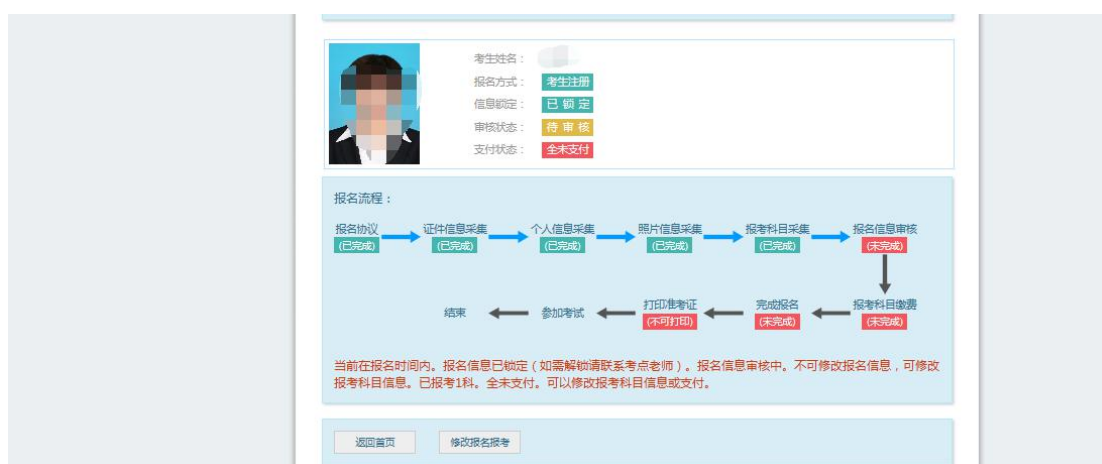 考生姓名：
报名方式： 考生注册
信息锁定： 已 锁 定
审核状态： 待 审 核
支付状态： 全未支付
报名流程：
报名协议 证件信息采集 个人信息采集 照片信息采集 报考科目采集 报名信息审核
(已完成) (已完成) (已完成) (已完成) (已完成) (未完成)
结束 参加考试 打印准考证 完成报名 报考科目缴费
(不可打印) (未完成) (未完成)
当前在报名时间内。报名信息已锁定（如需解锁请联系考点老师）。报名信息审核中。不可修改报名信息，可修改
报考科目信息。已报考1科。全未支付。可以修改报考科目信息或支付。
返回首页 修改报名报考